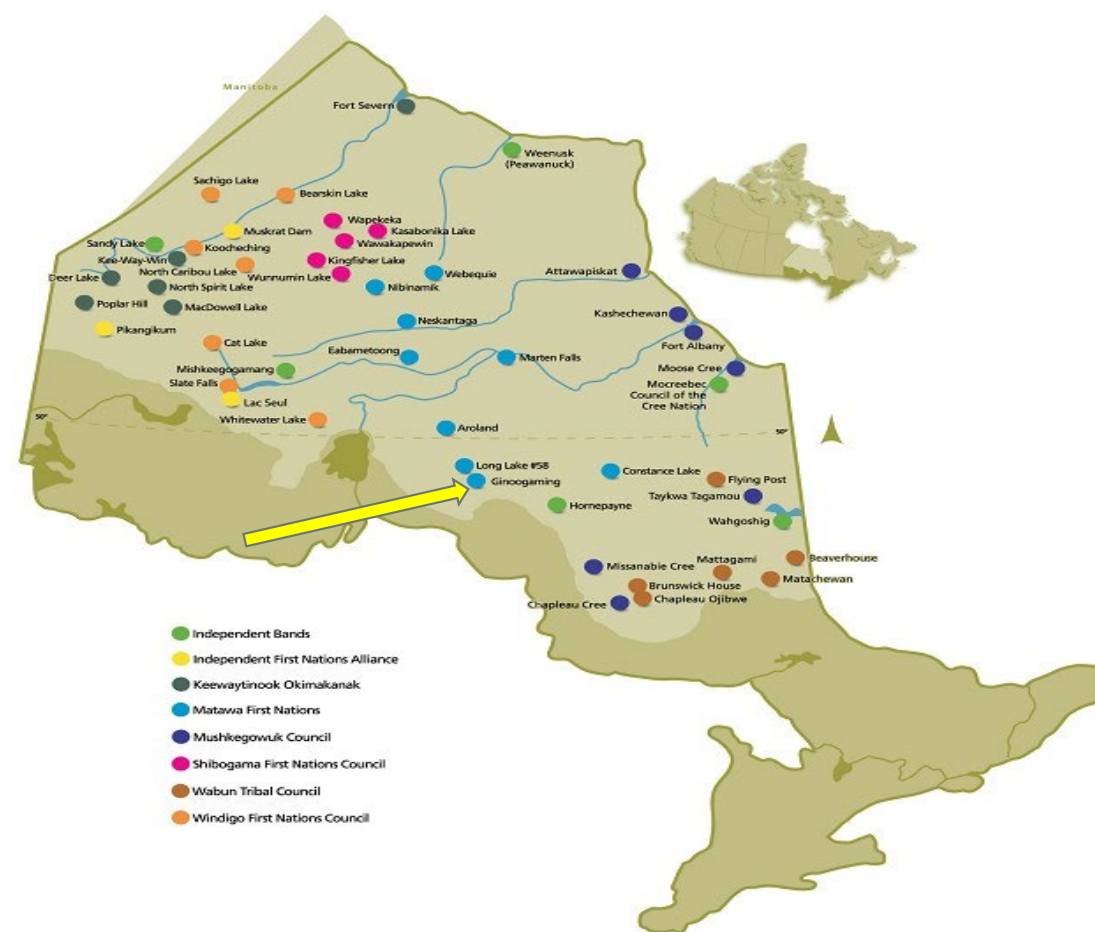 Manitoba
Fort Severn
Weenusk
(Peawanuck)
Sachigo Lake
Bearskin Lake
Wapekeka
Kasabonika Lake
Muskrat Dam
Wawakapewin
Sandy Lake
Koocheching
Kee-Way-Win
Kingfisher Lake
North Caribou Lake
Deer Lake
Wunnumin Lake
Webequie
Attawapiskat
North Spirit Lake
Nibinamik
Poplar Hill
MacDowell Lake
Kashechewan
Neskantaga
Pikangikum
Fort Albany
Cat Lake
Eabametoong
Marten Falls
Mishkeegogamang
Moose Cree
Slate Falls
Mocreebec
Council of the
Cree Nation
Lac Seul
Whitewater Lake
50°
Aroland
50°
Long Lake #58
Ginoogaming
Constance Lake
Flying Post
Taykwa Tagamou
Hornepayne
Wahgoshig
Beaverhouse
Mattagami
Missanabie Cree
Matachewan
Brunswick House
Chapleau Ojibwe
Chapleau Cree
Independent Bands
Independent First Nations Alliance
Keewaytinook Okimakanak
Matawa First Nations
Mushkegowuk Council
Shibogama First Nations Council
Wabun Tribal Council
Windigo First Nations Council